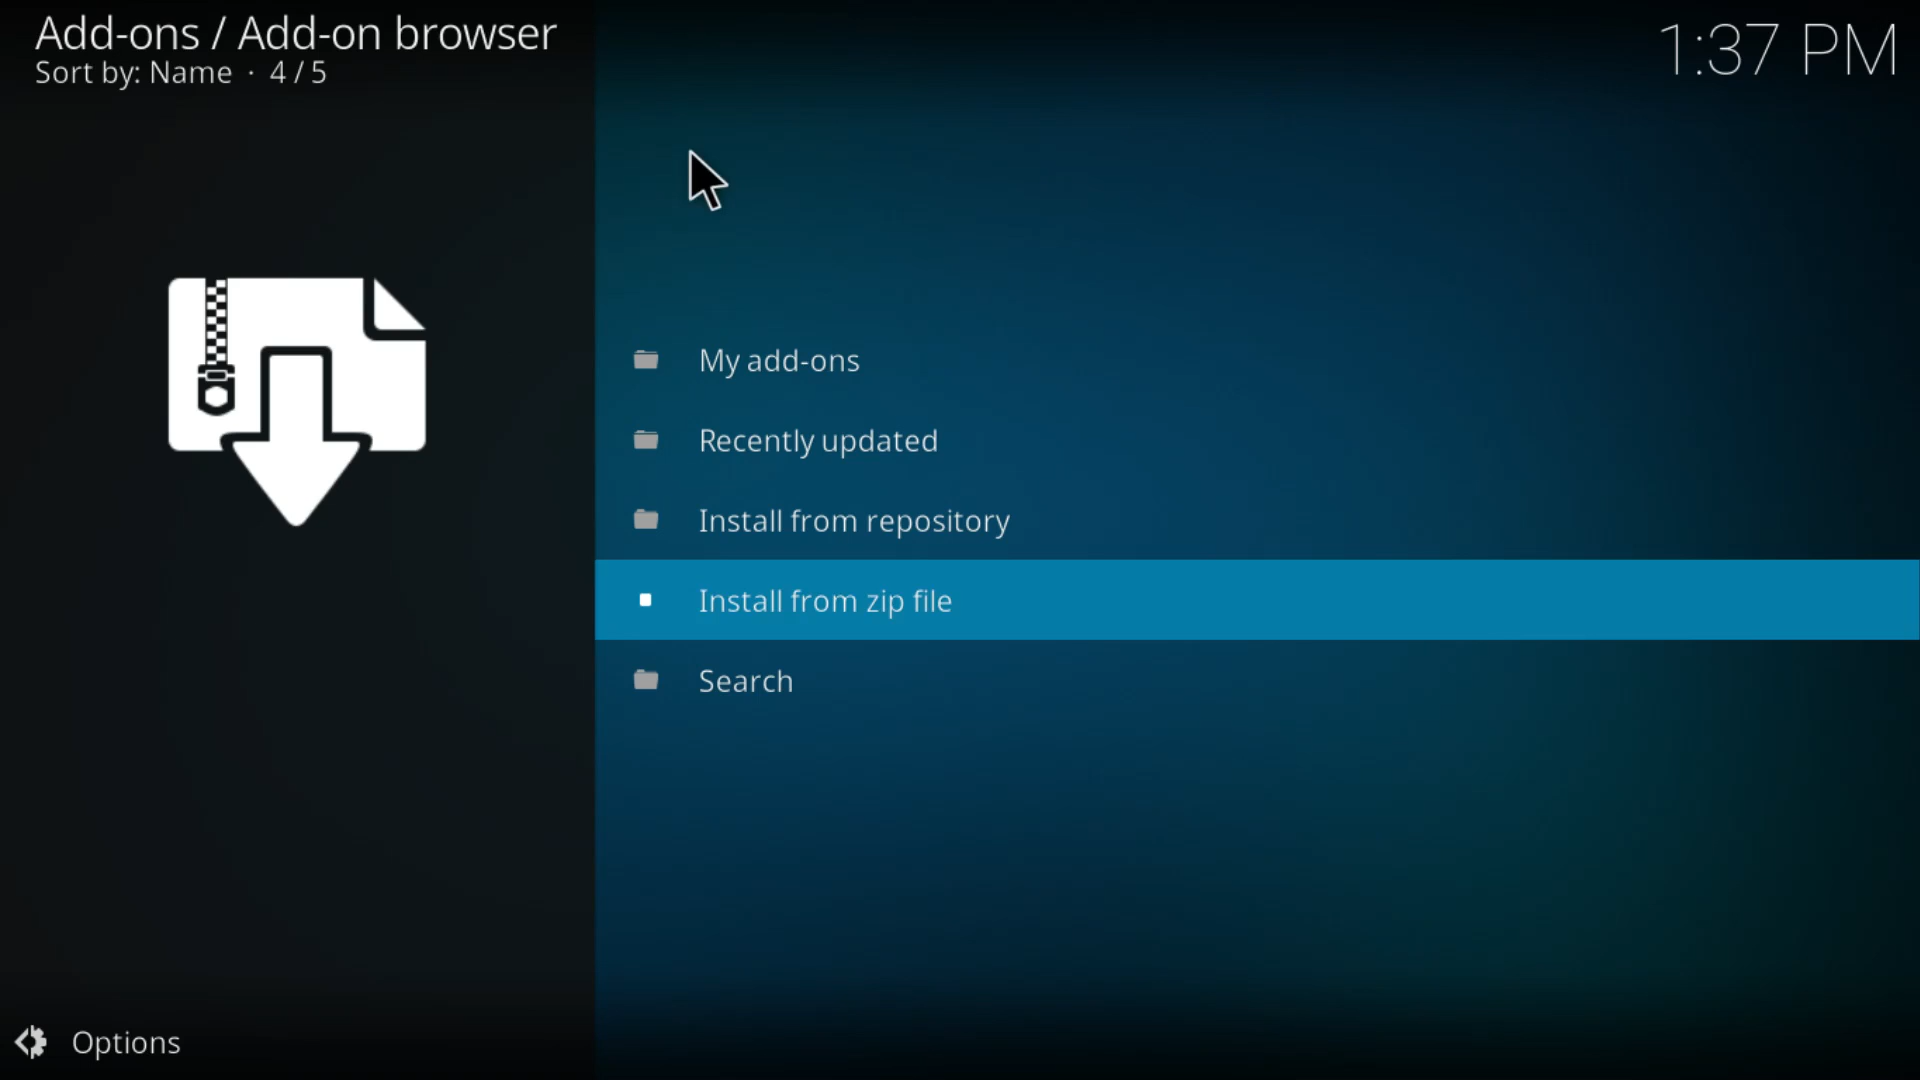 Add-ons / Add-on browser
Sort by: Name · 4 / 5
1:37 PM
My add-ons
Recently updated
Install from repository
Install from zip file
Search
Options